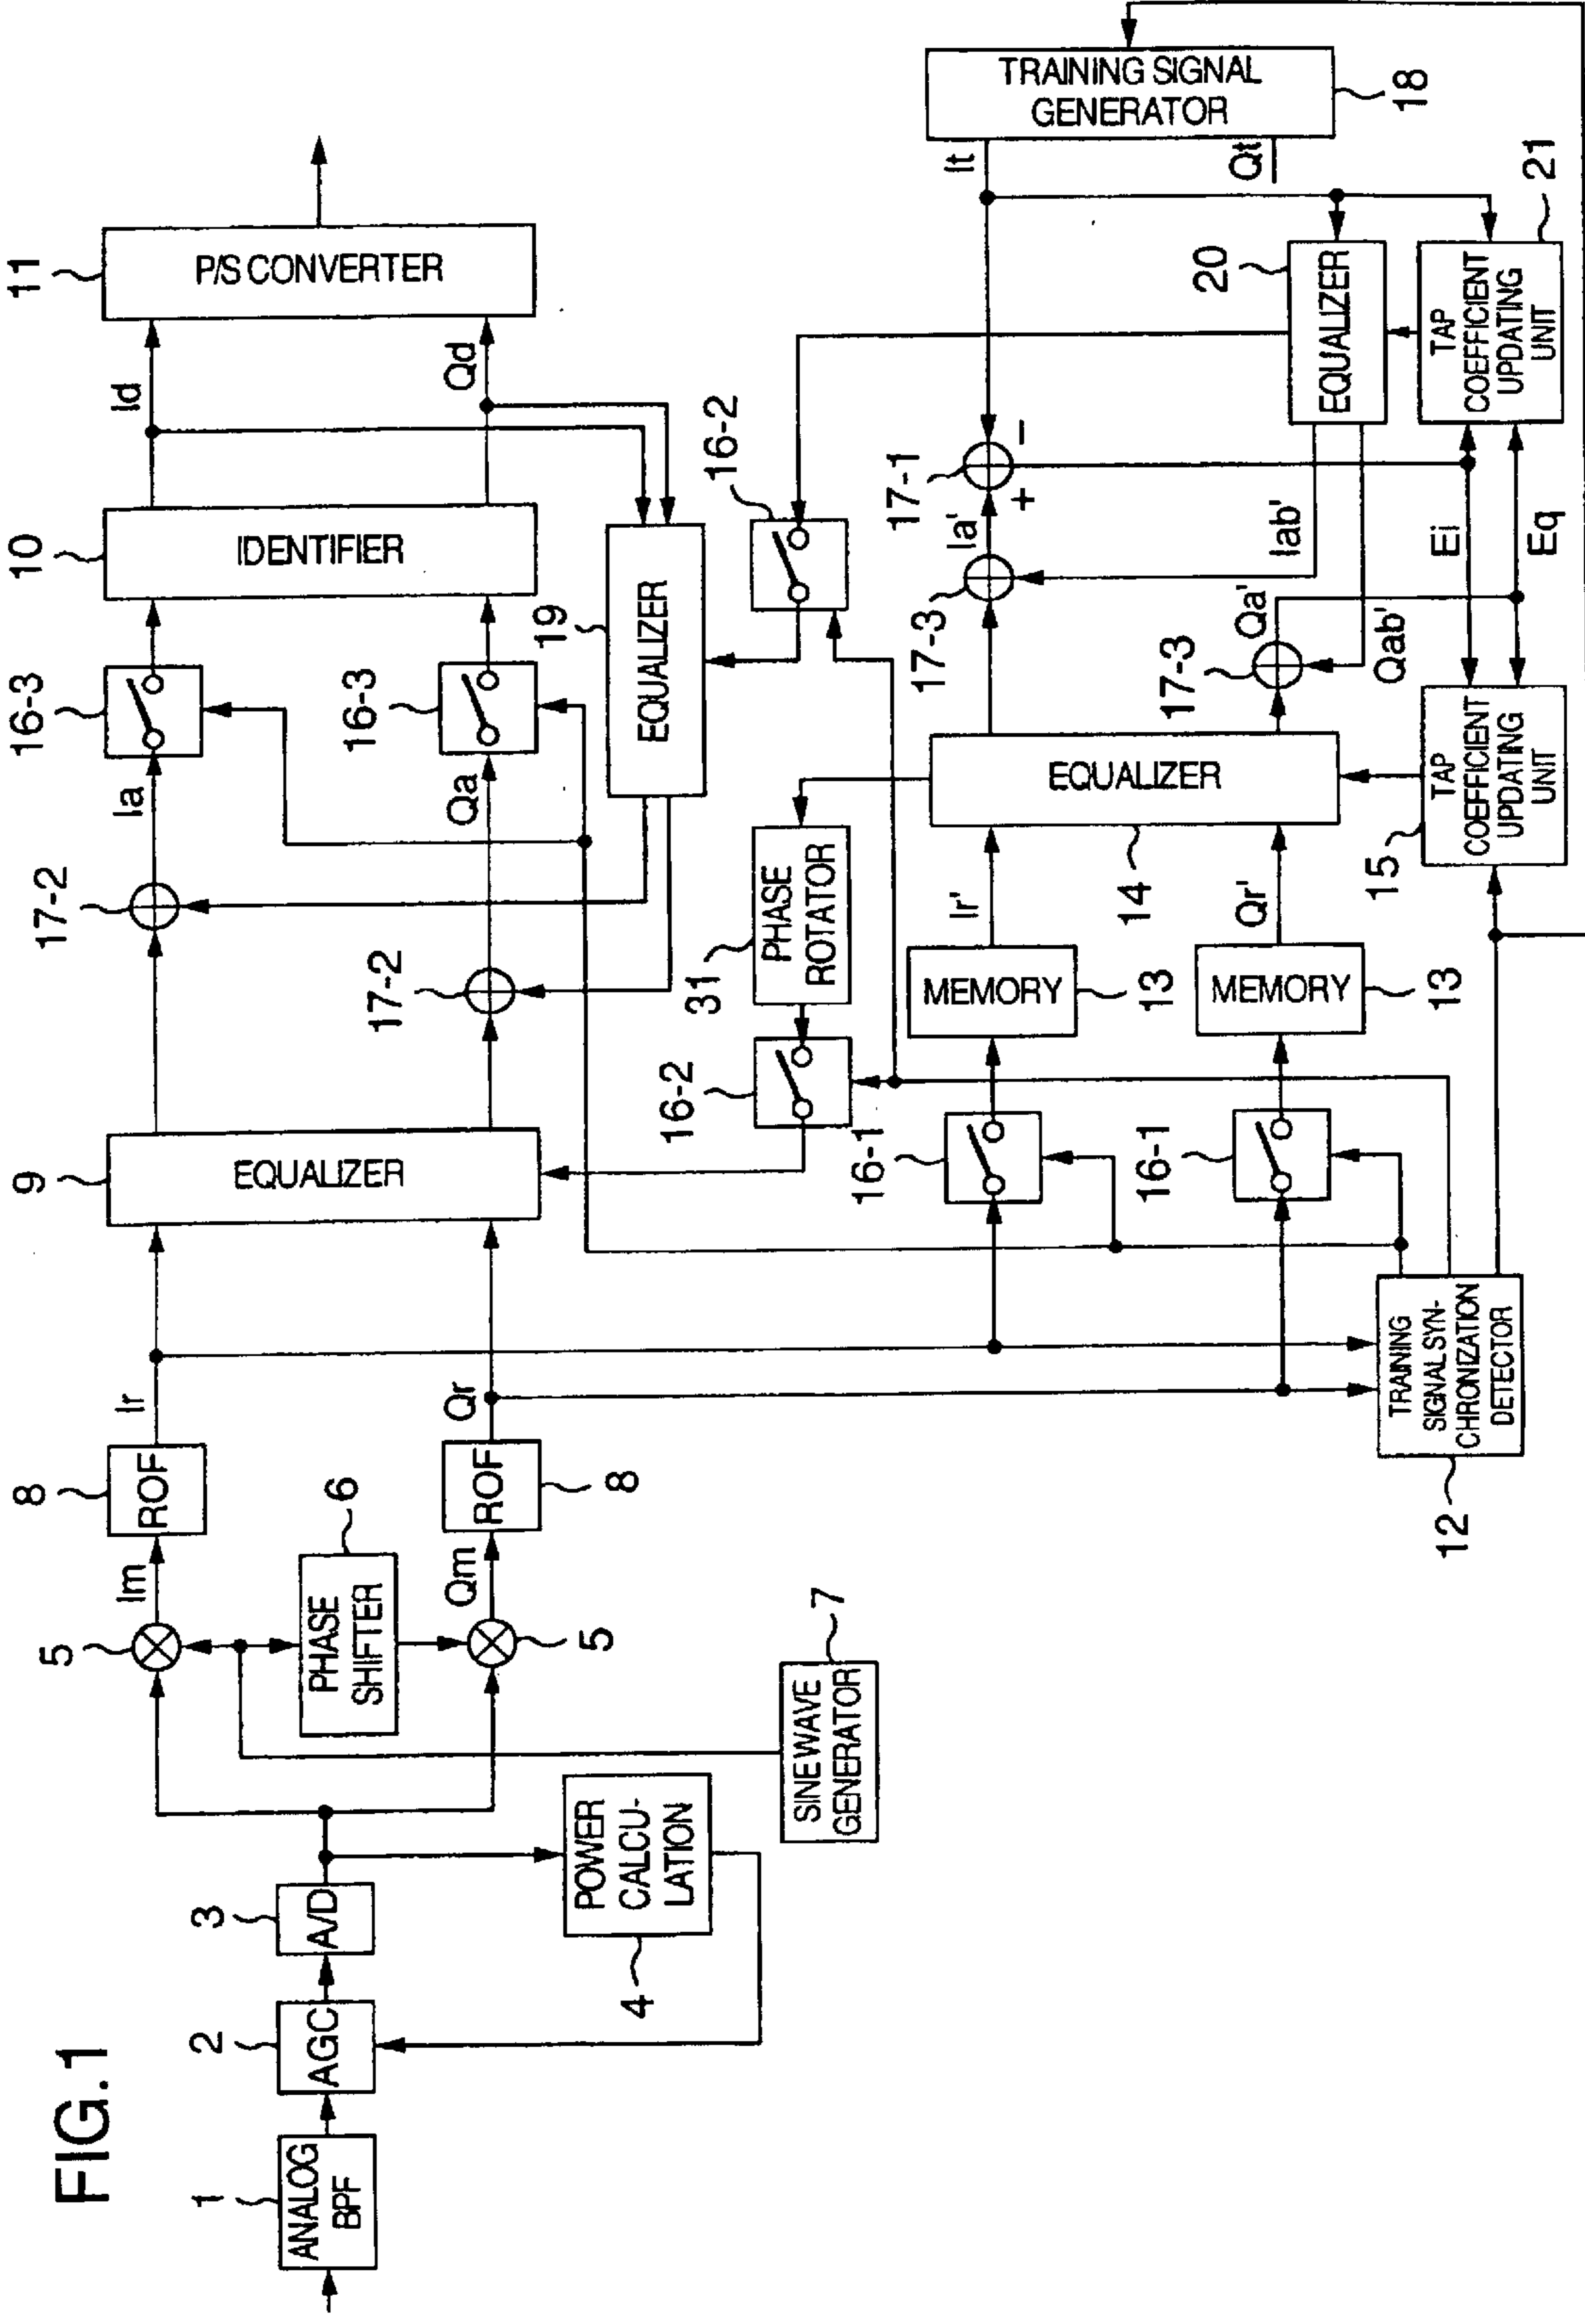 FIG.1
1
ANALOG
BPF
2
AGC
3
A/D
4
POWER
CALCU-
LATION
5
Im
6
PHASE
SHIFTER
5
Qm
7
SINEWAVE
GENERATOR
8
ROF
Ir
8
ROF
Qr
9
EQUALIZER
17-2
Ia
17-2
Qa
16-3
16-3
10
IDENTIFIER
Id
Qd
11
P/S CONVERTER
19
EQUALIZER
16-2
16-2
31
PHASE
ROTATOR
12
TRAINING
SIGNAL SYN-
CHRONIZATION
DETECTOR
16-1
16-1
MEMORY
13
MEMORY
13
Ir'
Qr'
14
EQUALIZER
15
TAP
COEFFICIENT
UPDATING
UNIT
17-3
Ia'
17-3
Qa'
17-1
+
-
Iab'
Qab'
Ei
Eq
20
EQUALIZER
21
TAP
COEFFICIENT
UPDATING
UNIT
It
Qt
TRAINING SIGNAL
GENERATOR
18